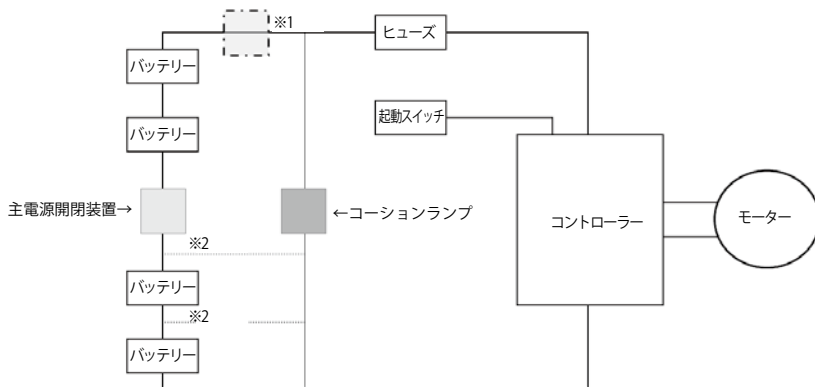 ※1
ヒューズ
バッテリー
起動スイッチ
バッテリー
主電源開閉装置→
←コーションランプ
コントローラー
モーター
※2
バッテリー
※2
バッテリー